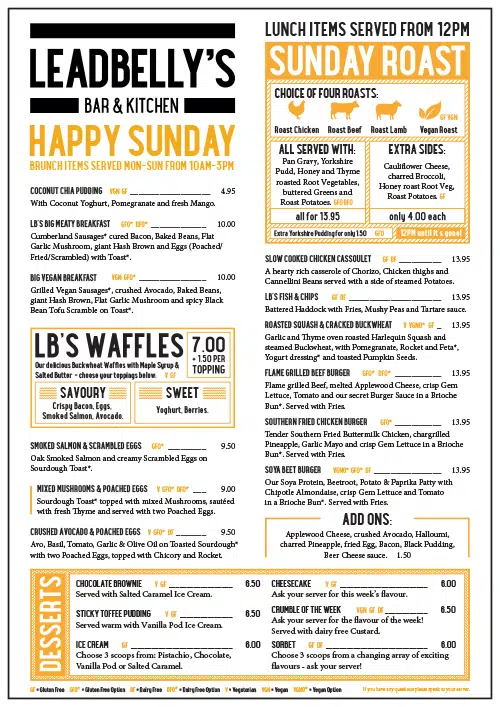 LEADBELLY'S
BAR & KITCHEN
HAPPY SUNDAY
BRUNCH ITEMS SERVED MON-SUN FROM 10AM-3PM
COCONUT CHIA PUDDING VGN GF 4.95
With Coconut Yoghurt, Pomegranate and fresh Mango.
LB'S BIG MEATY BREAKFAST GFO* DFO* 10.00
Cumberland Sausages* cured Bacon, Baked Beans, Flat
Garlic Mushroom, giant Hash Brown and Eggs (Poached/
Fried/Scrambled) with Toast*.
BIG VEGAN BREAKFAST VGN GFO* 10.00
Grilled Vegan Sausages*, crushed Avocado, Baked Beans,
giant Hash Brown, Flat Garlic Mushroom and spicy Black
Bean Tofu Scramble on Toast*.
LB'S WAFFLES
Our delicious Buckwheat Waffles with Maple Syrup &
Salted Butter - choose your toppings below. V GF
7.00
+ 1.50 PER
TOPPING
SAVOURY
Crispy Bacon, Eggs,
Smoked Salmon, Avocado.
SWEET
Yoghurt, Berries.
SMOKED SALMON & SCRAMBLED EGGS GFO* 9.50
Oak Smoked Salmon and creamy Scrambled Eggs on
Sourdough Toast*.
MIXED MUSHROOMS & POACHED EGGS V GFO* DFO* 9.00
Sourdough Toast* topped with mixed Mushrooms, sautéed
with fresh Thyme and served with two Poached Eggs.
CRUSHED AVOCADO & POACHED EGGS V GFO* DF 9.50
Avo, Basil, Tomato, Garlic & Olive Oil on Toasted Sourdough*
with two Poached Eggs, topped with Chicory and Rocket.
LUNCH ITEMS SERVED FROM 12PM
SUNDAY ROAST
CHOICE OF FOUR ROASTS:
GF VGN
Roast Chicken Roast Beef Roast Lamb Vegan Roast
ALL SERVED WITH:
Pan Gravy, Yorkshire
Pudd, Honey and Thyme
roasted Root Vegetables,
buttered Greens and
Roast Potatoes. GFO DFO
all for 13.95
EXTRA SIDES:
Cauliflower Cheese,
charred Broccoli,
Honey roast Root Veg,
Roast Potatoes. GF
only 4.00 each
Extra Yorkshire Pudding for only 1.50 GFO
12PM until it's gone!
SLOW COOKED CHICKEN CASSOULET GF DF 13.95
A hearty rich casserole of Chorizo, Chicken thighs and
Cannellini Beans served with a side of steamed Potatoes.
LB'S FISH & CHIPS GF DF 13.95
Battered Haddock with Fries, Mushy Peas and Tartare sauce.
ROASTED SQUASH & CRACKED BUCKWHEAT V VGNO* GF 13.95
Garlic and Thyme oven roasted Harlequin Squash and
steamed Buckwheat, with Pomegranate, Rocket and Feta*,
Yogurt dressing* and toasted Pumpkin Seeds.
FLAME GRILLED BEEF BURGER GFO* DFO* 13.95
Flame grilled Beef, melted Applewood Cheese, crisp Gem
Lettuce, Tomato and our secret Burger Sauce in a Brioche
Bun*. Served with Fries.
SOUTHERN FRIED CHICKEN BURGER GFO* 13.95
Tender Southern Fried Buttermilk Chicken, chargrilled
Pineapple, Garlic Mayo and crisp Gem Lettuce in a Brioche
Bun*. Served with Fries.
SOYA BEET BURGER VGNO* GFO* DF 13.95
Our Soya Protein, Beetroot, Potato & Paprika Patty with
Chipotle Almondaise, crisp Gem Lettuce and Tomato
in a Brioche Bun*. Served with Fries.
ADD ONS:
Applewood Cheese, crushed Avocado, Halloumi,
charred Pineapple, fried Egg, Bacon, Black Pudding,
Beer Cheese sauce. 1.50
DESSERTS
CHOCOLATE BROWNIE V GF 6.50
Served with Salted Caramel Ice Cream.
STICKY TOFFEE PUDDING V GF 6.50
Served warm with Vanilla Pod Ice Cream.
ICE CREAM GF 6.00
Choose 3 scoops from: Pistachio, Chocolate,
Vanilla Pod or Salted Caramel.
CHEESECAKE V GF 6.00
Ask your server for this week's flavour.
CRUMBLE OF THE WEEK VGN GF DF 6.50
Ask your server for the flavour of the week!
Served with dairy free Custard.
SORBET GF DF 6.00
Choose 3 scoops from a changing array of exciting
flavours - ask your server!
GF = Gluten Free GFO* = Gluten Free Option DF = Dairy Free DFO* = Dairy Free Option V = Vegetarian VGN = Vegan VGNO* = Vegan Option
If you have any questions please speak to your server.